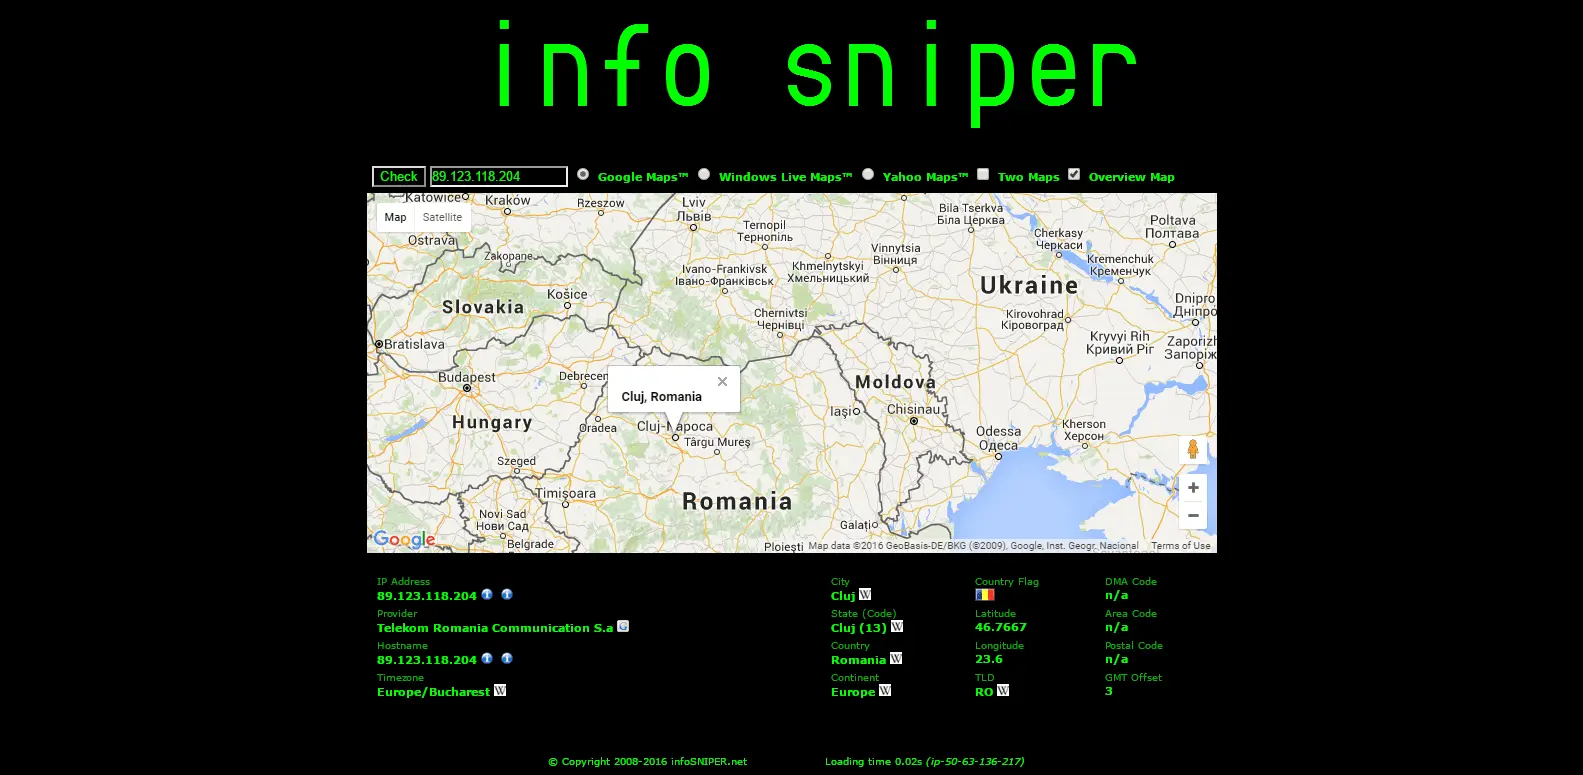 info sniper
Check 89.123.118.204 Google Maps™ Windows Live Maps™ Yahoo Maps™ Two Maps Overview Map
Map Satellite
Katowice
Kraków
Rzeszow
Lviv
Львів
Bila Tserkva
Біла Церква
Poltava
Полтава
Ostrava
Ternopil
Тернопіль
Cherkasy
Черкаси
Zakopane
Vinnytsia
Вінниця
Kremenchuk
Кременчук
Ivano-Frankivsk
Івано-Франківськ
Khmelnytskyi
Хмельницький
Ukraine
Slovakia
Košice
Dnipro
Chernivtsi
Чернівці
Kirovohrad
Кіровоград
Bratislava
Kryvyi Rih
Кривий Ріг
Budapest
Debrecen
Moldova
Cluj, Romania
Hungary
Oradea
Iași
Chisinau
Târgu Mureș
Odessa
Одеса
Kherson
Херсон
Szeged
Timișoara
Romania
Novi Sad
Нови Сад
Galați
Belgrade
Ploiești
Google
Map data ©2016 GeoBasis-DE/BKG (©2009), Google, Inst. Geogr. Nacional Terms of Use
IP Address City Country Flag DMA Code
89.123.118.204 Cluj n/a
Provider State (Code) Latitude Area Code
Telekom Romania Communication S.a Cluj (13) 46.7667 n/a
Hostname Country Longitude Postal Code
89.123.118.204 Romania 23.6 n/a
Timezone Continent TLD GMT Offset
Europe/Bucharest Europe RO 3
© Copyright 2008-2016 infoSNIPER.net Loading time 0.02s (ip-50-63-136-217)